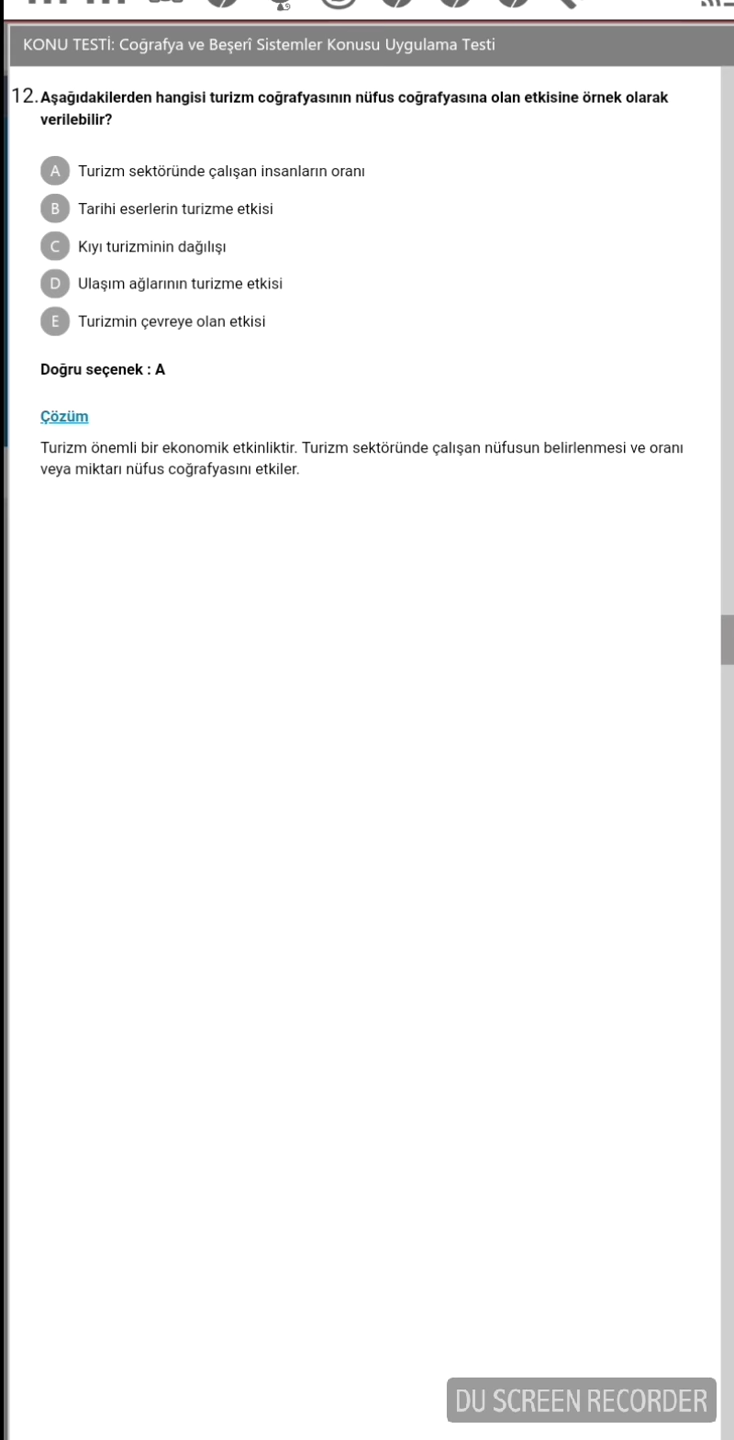 KONU TESTİ: Coğrafya ve Beşerî Sistemler Konusu Uygulama Testi
12. Aşağıdakilerden hangisi turizm coğrafyasının nüfus coğrafyasına olan etkisine örnek olarak
verilebilir?
A Turizm sektöründe çalışan insanların oranı
B Tarihi eserlerin turizme etkisi
C Kıyı turizminin dağılışı
D Ulaşım ağlarının turizme etkisi
E Turizmin çevreye olan etkisi
Doğru seçenek : A
Çözüm
Turizm önemli bir ekonomik etkinliktir. Turizm sektöründe çalışan nüfusun belirlenmesi ve oranı
veya miktarı nüfus coğrafyasını etkiler.
DU SCREEN RECORDER